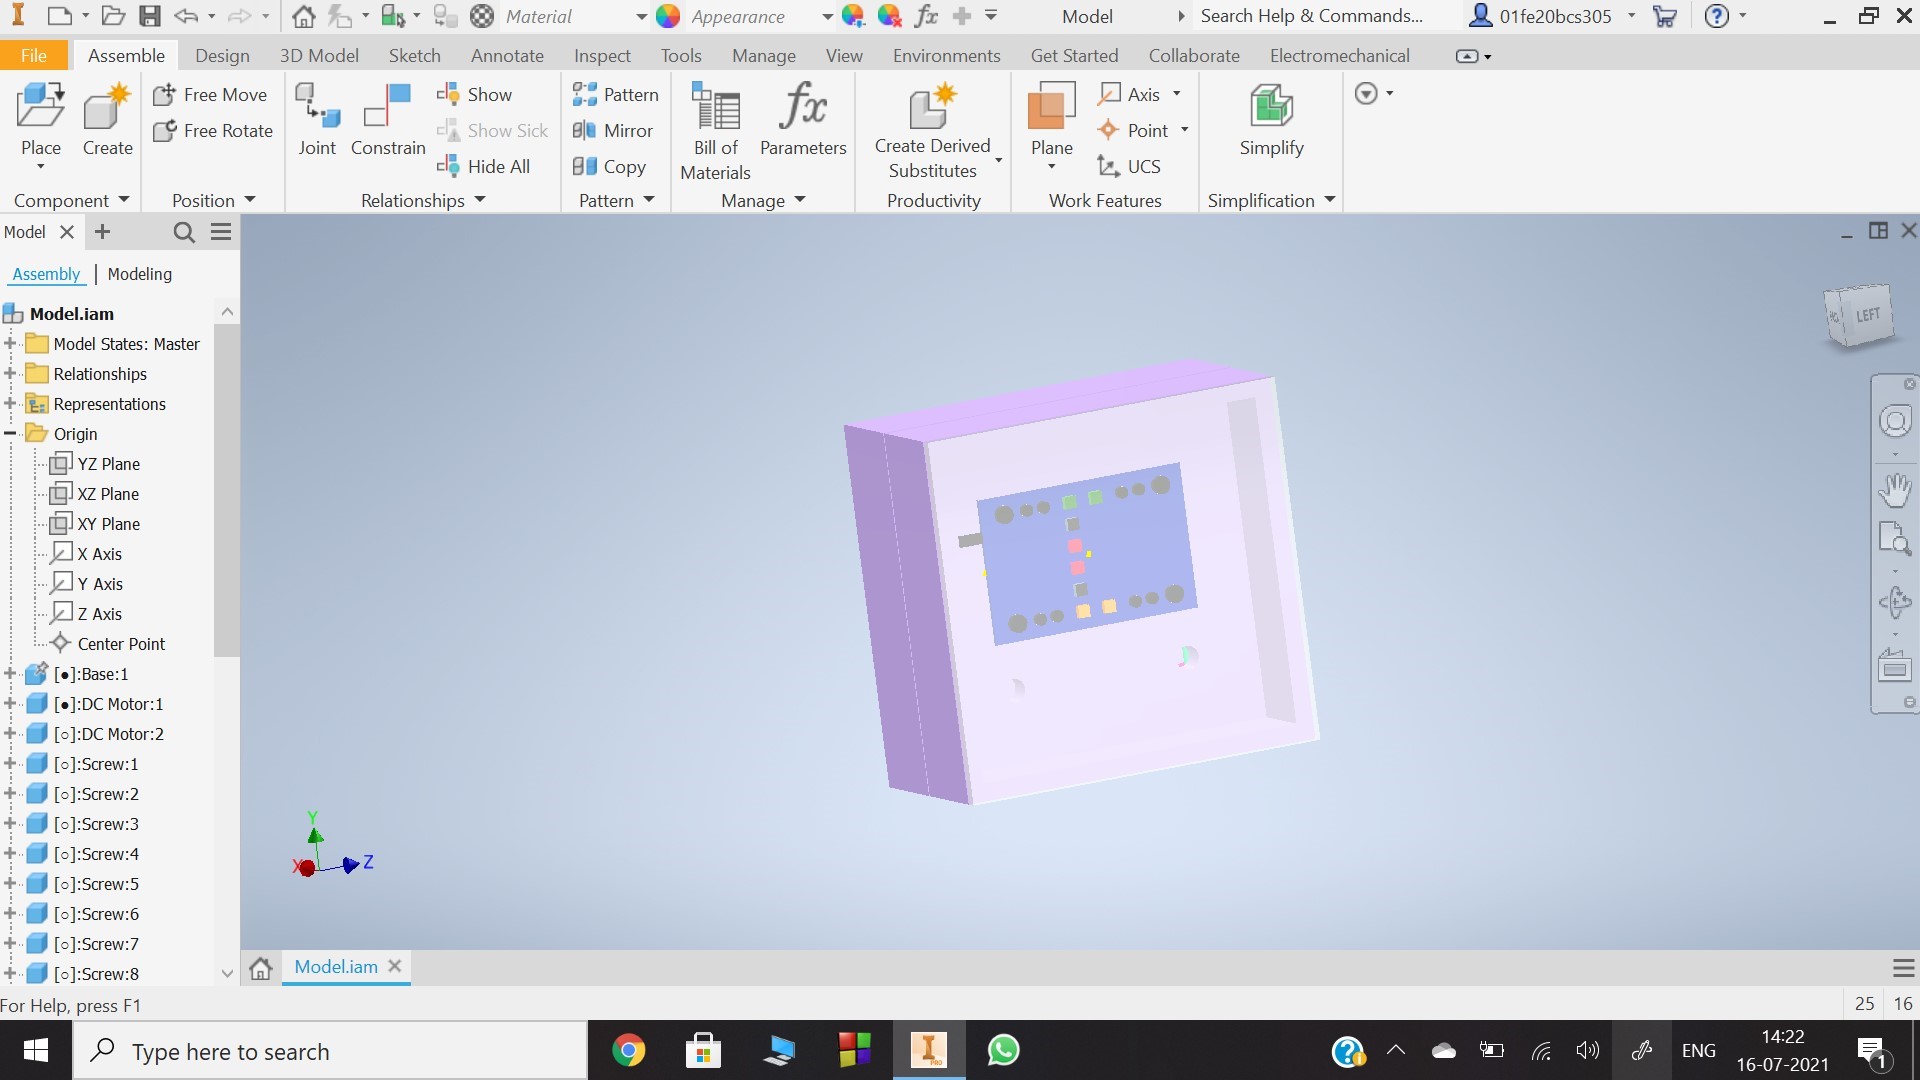 Material
Appearance
fx
Model
Search Help & Commands...
01fe20bcs305
File
Assemble
Design
3D Model
Sketch
Annotate
Inspect
Tools
Manage
View
Environments
Get Started
Collaborate
Electromechanical
Place
Create
Free Move
Free Rotate
Joint
Constrain
Show
Show Sick
Hide All
Pattern
Mirror
Copy
Bill of
Materials
fx
Parameters
Create Derived
Substitutes
Plane
Axis
Point
UCS
Simplify
Component
Position
Relationships
Pattern
Manage
Productivity
Work Features
Simplification
Model
Assembly | Modeling
Model.iam
Model States: Master
Relationships
Representations
Origin
YZ Plane
XZ Plane
XY Plane
X Axis
Y Axis
Z Axis
Center Point
[●]:Base:1
[●]:DC Motor:1
[○]:DC Motor:2
[○]:Screw:1
[○]:Screw:2
[○]:Screw:3
[○]:Screw:4
[○]:Screw:5
[○]:Screw:6
[○]:Screw:7
[○]:Screw:8
LEFT
Y
X
Z
Model.iam
For Help, press F1
25
16
Type here to search
I
PRO
ENG
14:22
16-07-2021
1